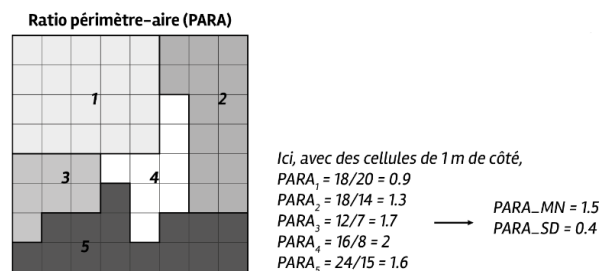 Ratio périmètre-aire (PARA)
1
2
3
4
5
Ici, avec des cellules de 1 m de côté,
PARA₁ = 18/20 = 0.9
PARA₂ = 18/14 = 1.3
PARA₃ = 12/7 = 1.7
PARA₄ = 16/8 = 2
PARA₅ = 24/15 = 1.6
PARA_MN = 1.5
PARA_SD = 0.4